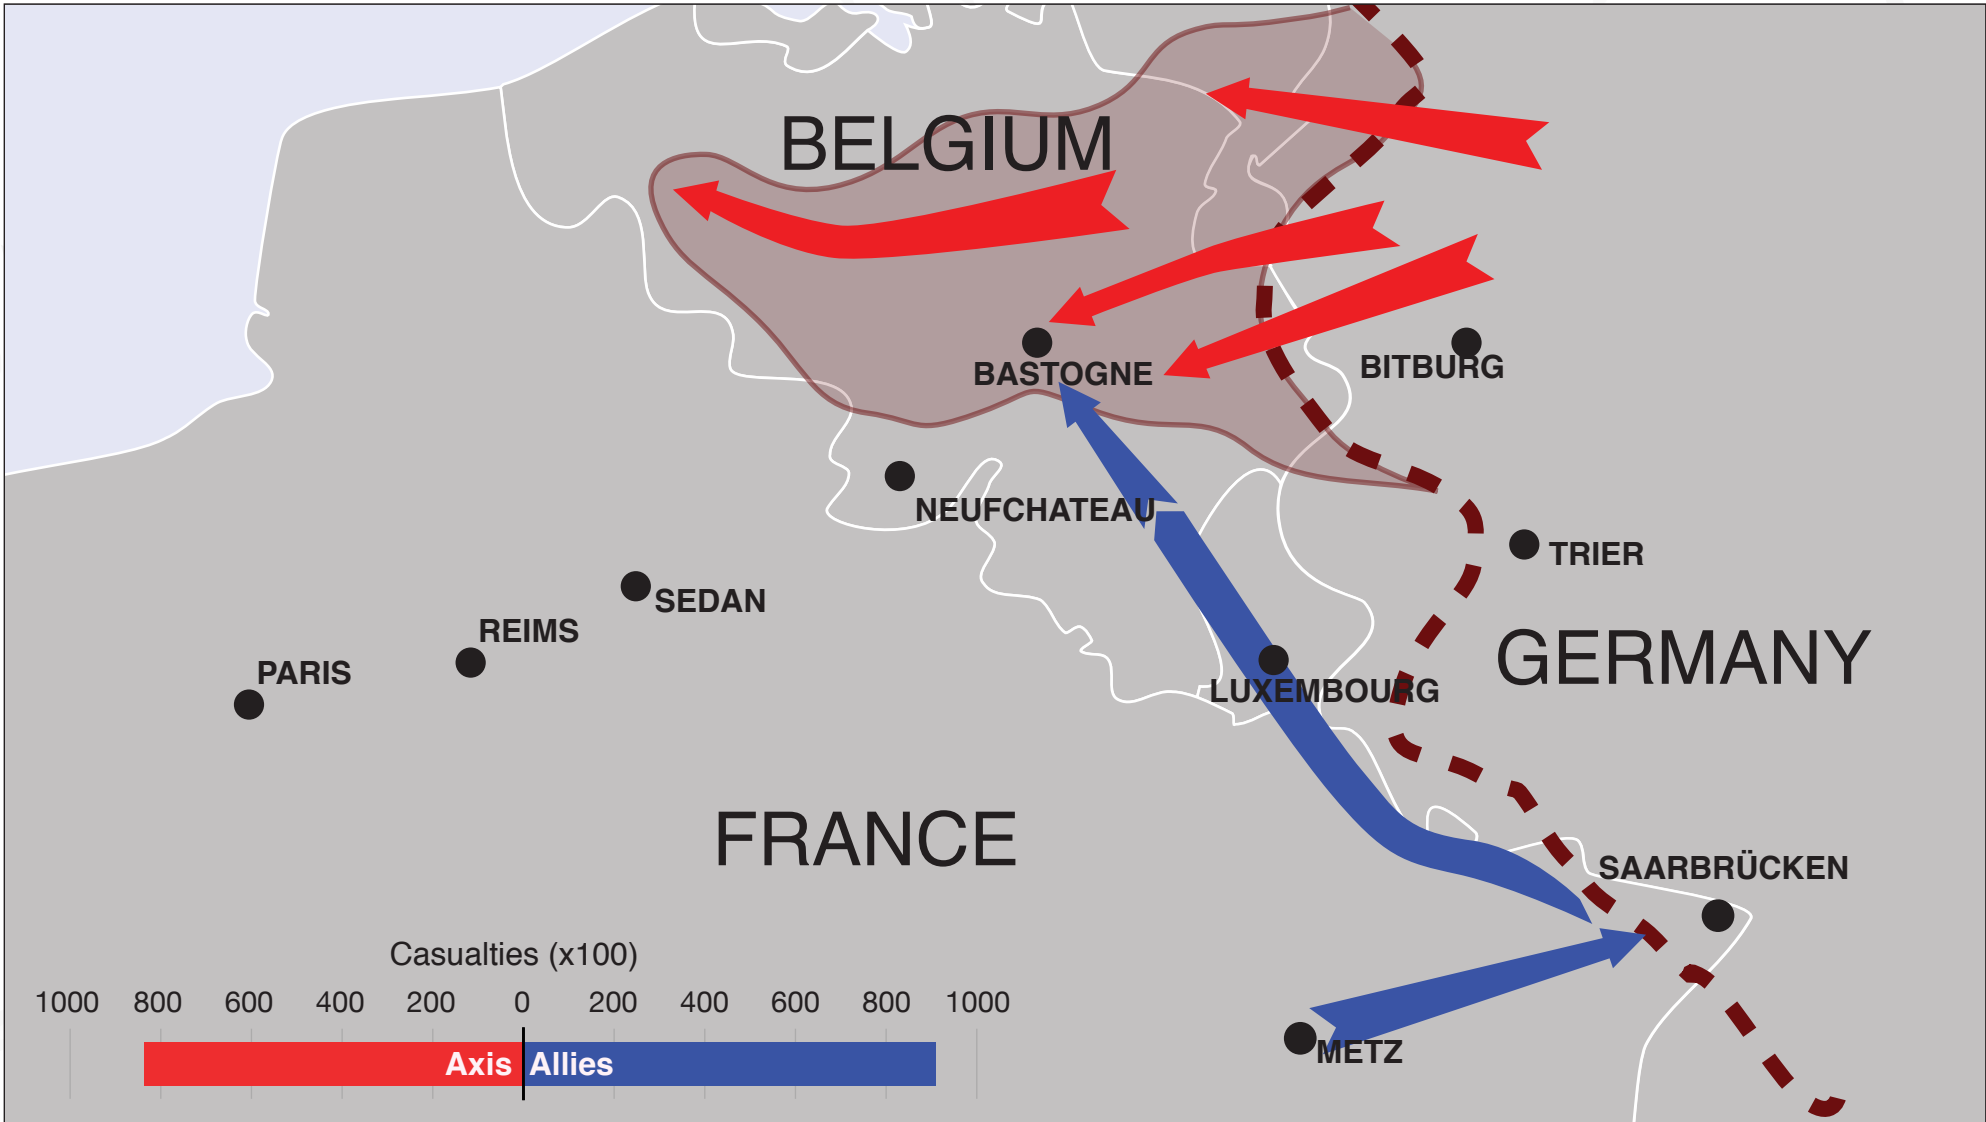 BELGIUM
BASTOGNE
BITBURG
NEUFCHATEAU
TRIER
SEDAN
REIMS
PARIS
GERMANY
LUXEMBOURG
FRANCE
SAARBRÜCKEN
METZ
Casualties (x100)
1000 800 600 400 200 0 200 400 600 800 1000
Axis Allies